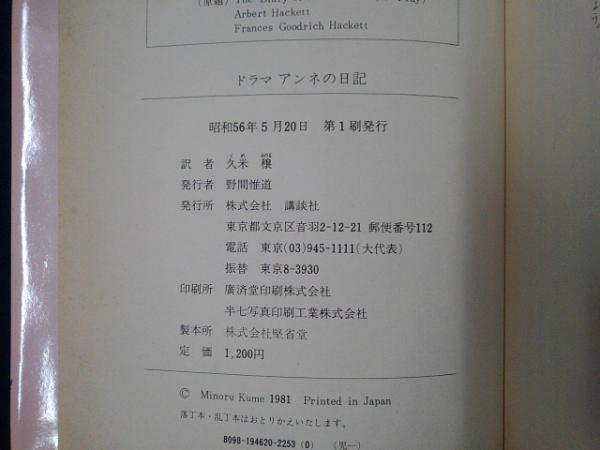 (原題) The Diary of
Play)
Arbert Hackett
Frances Goodrich Hackett
ドラマ アンネの日記
昭和56年5月20日 第1刷発行
訳者 久米 穣
発行者 野間惟道
発行所 株式会社 講談社
東京都文京区音羽2-12-21 郵便番号112
電話 東京(03)945-1111(大代表)
振替 東京8-3930
印刷所 廣済堂印刷株式会社
半七写真印刷工業株式会社
製本所 株式会社堅省堂
定価 1,200円
© Minoru Kume 1981 Printed in Japan
落丁本・乱丁本はおとりかえいたします。
8098-194620-2253 (0) (児一)